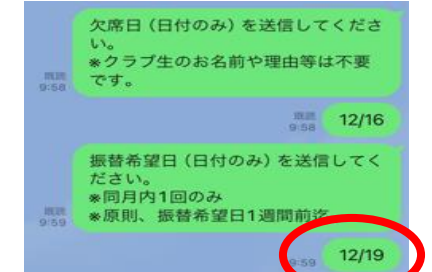 欠席日（日付のみ）を送信してくださ
い。
※クラブ生のお名前や理由等は不要
です。
既読
9:58
既読
9:58
12/16
振替希望日（日付のみ）を送信してく
ださい。
※同月内1回のみ
※原則、振替希望日1週間前迄
既読
9:59
9:59
12/19